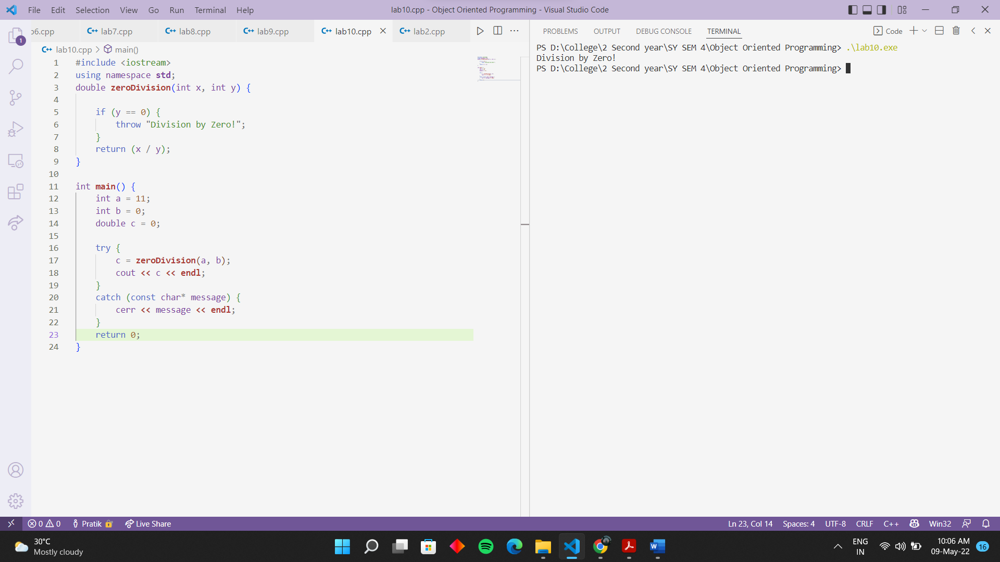 File Edit Selection View Go Run Terminal Help
lab10.cpp - Object Oriented Programming - Visual Studio Code
b6.cpp
C++ lab7.cpp
C++ lab8.cpp
C++ lab9.cpp
C++ lab10.cpp
C++ lab2.cpp
C++ lab10.cpp > main()
1 #include <iostream>
2 using namespace std;
3 double zeroDivision(int x, int y) {
4
5 if (y == 0) {
6 throw "Division by Zero!";
7 }
8 return (x / y);
9 }
10
11 int main() {
12 int a = 11;
13 int b = 0;
14 double c = 0;
15
16 try {
17 c = zeroDivision(a, b);
18 cout << c << endl;
19 }
20 catch (const char* message) {
21 cerr << message << endl;
22 }
23 return 0;
24 }
PROBLEMS OUTPUT DEBUG CONSOLE TERMINAL
Code
PS D:\College\2 Second year\SY SEM 4\Object Oriented Programming> .\lab10.exe
Division by Zero!
PS D:\College\2 Second year\SY SEM 4\Object Oriented Programming>
1
0 0 Pratik Live Share
Ln 23, Col 14 Spaces: 4 UTF-8 CRLF C++ Win32
30°C
Mostly cloudy
ENG
IN
10:06 AM
09-May-22
16